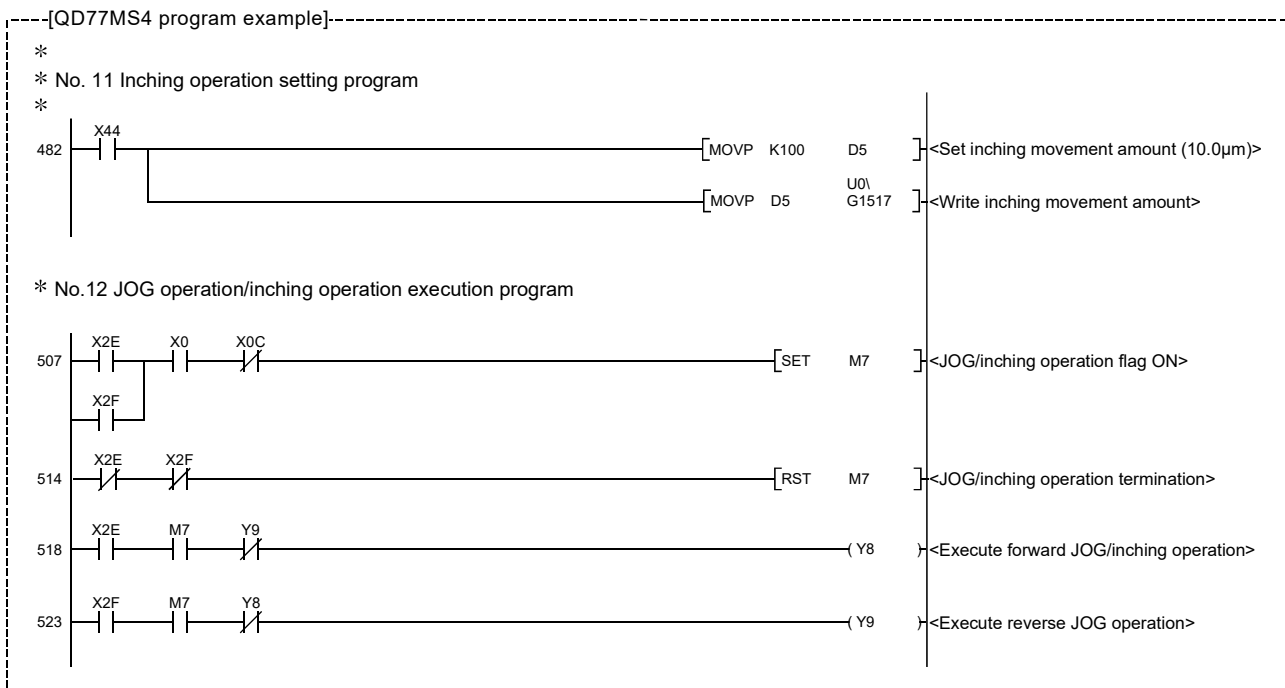 [QD77MS4 program example]
*
* No. 11 Inching operation setting program
*
X44
482 [MOVP K100 D5 ] <Set inching movement amount (10.0µm)>
U0\
[MOVP D5 G1517 ] <Write inching movement amount>
* No.12 JOG operation/inching operation execution program
X2E X0 X0C
507 [SET M7 ] <JOG/inching operation flag ON>
X2F
X2E X2F
514 [RST M7 ] <JOG/inching operation termination>
X2E M7 Y9
518 ( Y8 ) <Execute forward JOG/inching operation>
X2F M7 Y8
523 ( Y9 ) <Execute reverse JOG operation>